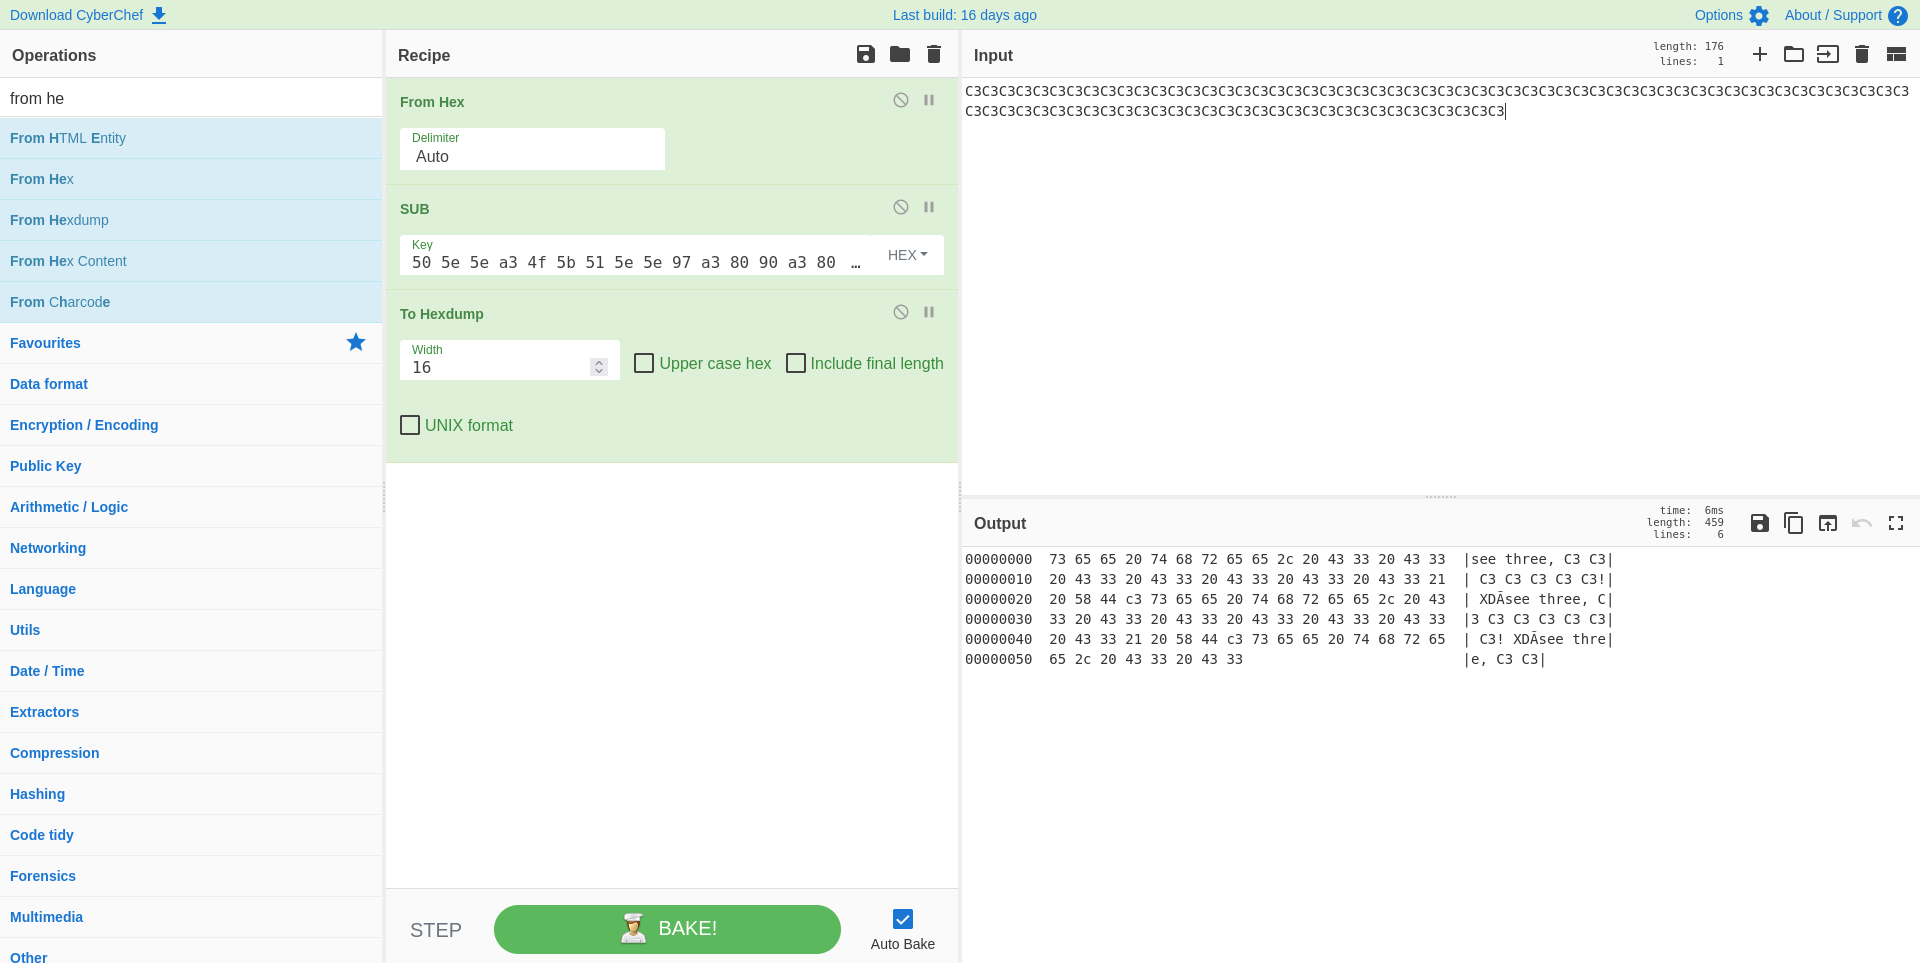 Download CyberChef
Last build: 16 days ago
Options
About / Support
Operations
from he
From HTML Entity
From Hex
From Hexdump
From Hex Content
From Charcode
Favourites
Data format
Encryption / Encoding
Public Key
Arithmetic / Logic
Networking
Language
Utils
Date / Time
Extractors
Compression
Hashing
Code tidy
Forensics
Multimedia
Other
Recipe
From Hex
Delimiter
Auto
SUB
Key
50 5e 5e a3 4f 5b 51 5e 5e 97 a3 80 90 a3 80 …
HEX
To Hexdump
Width
16
Upper case hex
Include final length
UNIX format
STEP
BAKE!
Auto Bake
Input
length: 176
lines: 1
C3C3C3C3C3C3C3C3C3C3C3C3C3C3C3C3C3C3C3C3C3C3C3C3C3C3C3C3C3C3C3C3C3C3C3C3C3C3C3C3C3C3C3C3C3C3C3C3C3C3C3C3C3C3C3C3
C3C3C3C3C3C3C3C3C3C3C3C3C3C3C3C3C3C3C3C3C3C3C3C3C3C3C3C3C3C3C3C3
Output
time: 6ms
length: 459
lines: 6
00000000  73 65 65 20 74 68 72 65 65 2c 20 43 33 20 43 33  |see three, C3 C3|
00000010  20 43 33 20 43 33 20 43 33 20 43 33 20 43 33 21  | C3 C3 C3 C3 C3!|
00000020  20 58 44 c3 73 65 65 20 74 68 72 65 65 2c 20 43  | XDÃsee three, C|
00000030  33 20 43 33 20 43 33 20 43 33 20 43 33 20 43 33  |3 C3 C3 C3 C3 C3|
00000040  20 43 33 21 20 58 44 c3 73 65 65 20 74 68 72 65  | C3! XDÃsee thre|
00000050  65 2c 20 43 33 20 43 33                          |e, C3 C3|